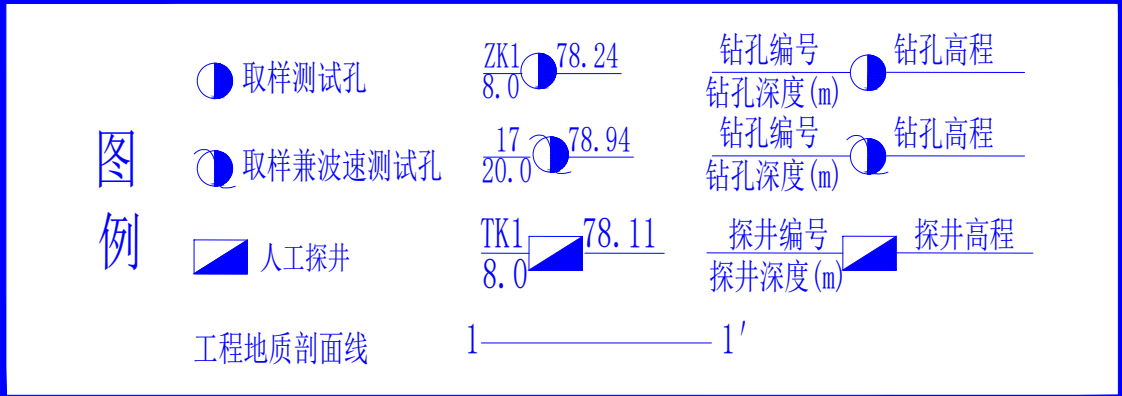 图例
取样测试孔 ZK1 78.24 钻孔编号 钻孔高程
8.0 钻孔深度(m)
取样兼波速测试孔 17 78.94 钻孔编号 钻孔高程
20.0 钻孔深度(m)
人工探井 TK1 78.11 探井编号 探井高程
8.0 探井深度(m)
工程地质剖面线 1 1'